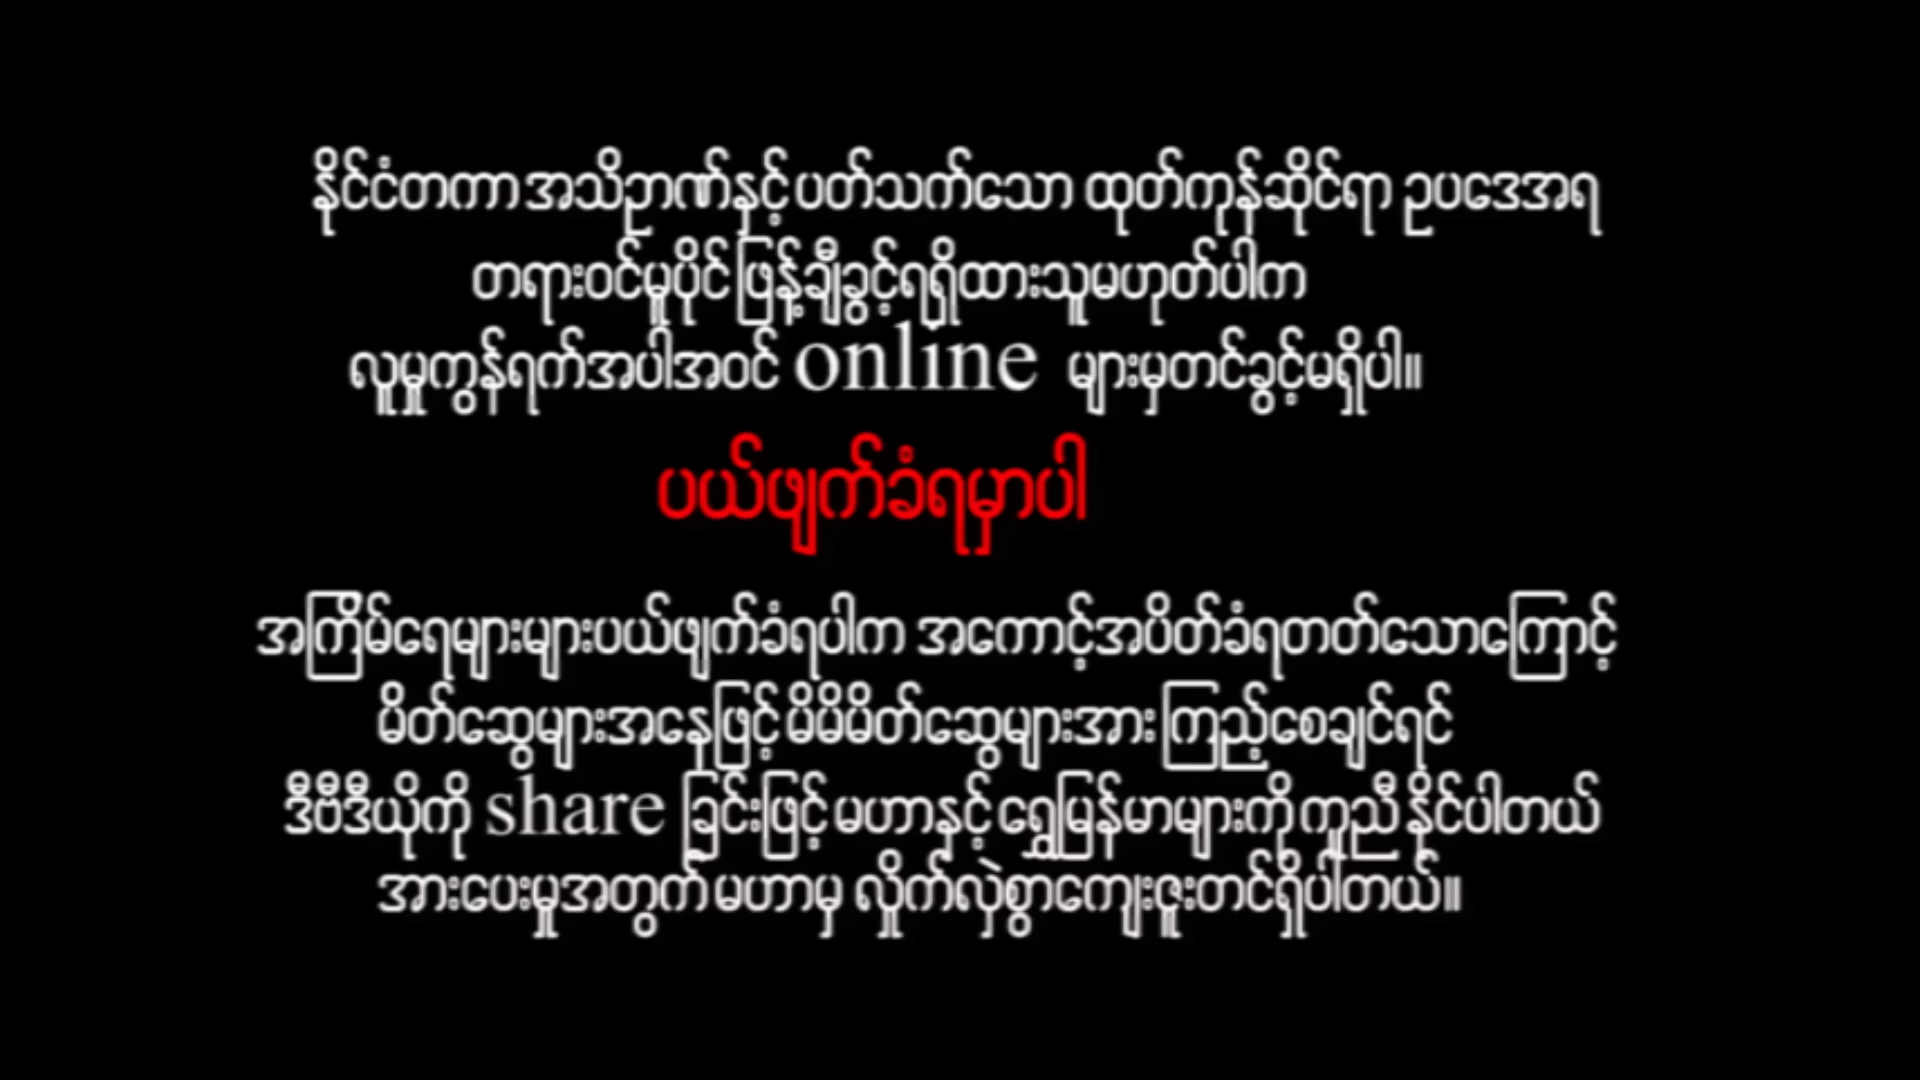 နိုင်ငံတကာ အသိဉာဏ်နှင့် ပတ်သက်သော ထုတ်ကုန်ဆိုင်ရာ ဥပဒေအရ
တရားဝင်မူပိုင် ဖြန့်ချီခွင့်ရရှိထားသူမဟုတ်ပါက
လူမှုကွန်ရက်အပါအဝင် online များမှတင်ခွင့်မရှိပါ။
ပယ်ဖျက်ခံရမှာပါ
အကြိမ်ရေများများပယ်ဖျက်ခံရပါက အကောင့်အပိတ်ခံရတတ်သောကြောင့်
မိတ်ဆွေများအနေဖြင့် မိမိမိတ်ဆွေများအား ကြည့်စေချင်ရင်
ဒီဗီဒီယိုကို share ခြင်းဖြင့် မဟာနှင့် ရွှေမြန်မာများကို ကူညီ နိုင်ပါတယ်
အားပေးမှုအတွက် မဟာမှ လှိုက်လှဲစွာကျေးဇူးတင်ရှိပါတယ်။